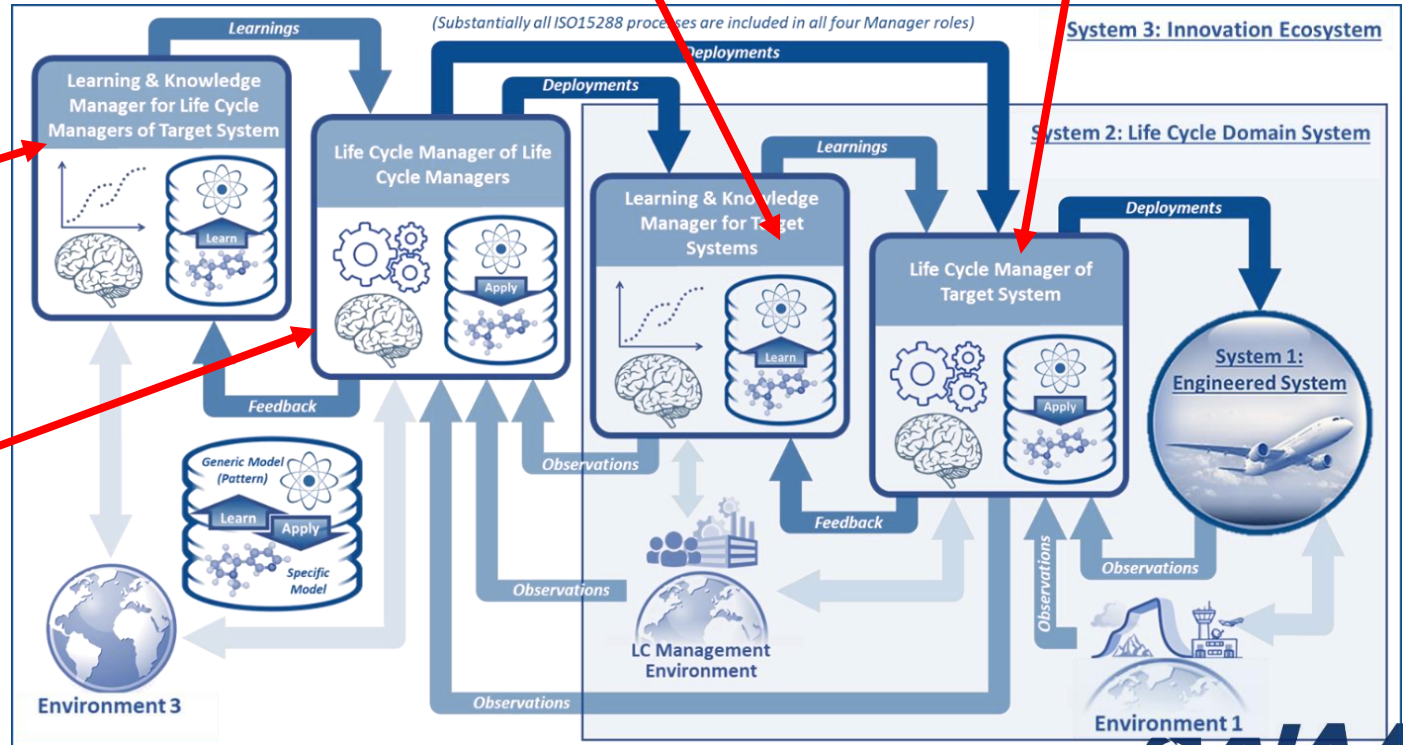 (Substantially all ISO15288 processes are included in all four Manager roles)
System 3: Innovation Ecosystem
Learnings
Deployments
Learning & Knowledge
Manager for Life Cycle
Managers of Target System
Learn
Deployments
Life Cycle Manager of Life
Cycle Managers
Apply
System 2: Life Cycle Domain System
Learnings
Learning & Knowledge
Manager for Target
Systems
Learn
Deployments
Life Cycle Manager of
Target System
Apply
System 1:
Engineered System
Feedback
Observations
Generic Model
(Pattern)
Learn
Apply
Specific
Model
Feedback
Observations
Observations
Observations
LC Management
Environment
Observations
Environment 3
Environment 1